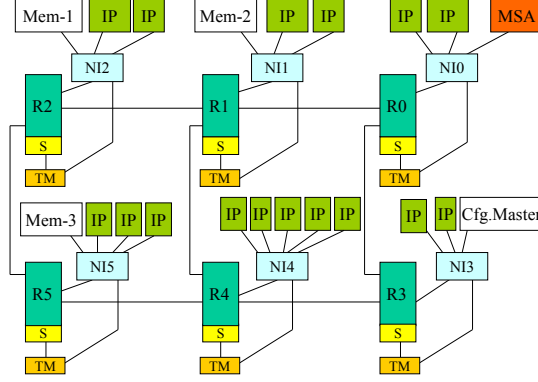 Mem-1 IP IP Mem-2 IP IP IP IP MSA
NI2 NI1 NI0
R2 R1 R0
S S S
TM TM TM
Mem-3 IP IP IP IP IP IP IP IP IP IP Cfg.Master
NI5 NI4 NI3
R5 R4 R3
S S S
TM TM TM